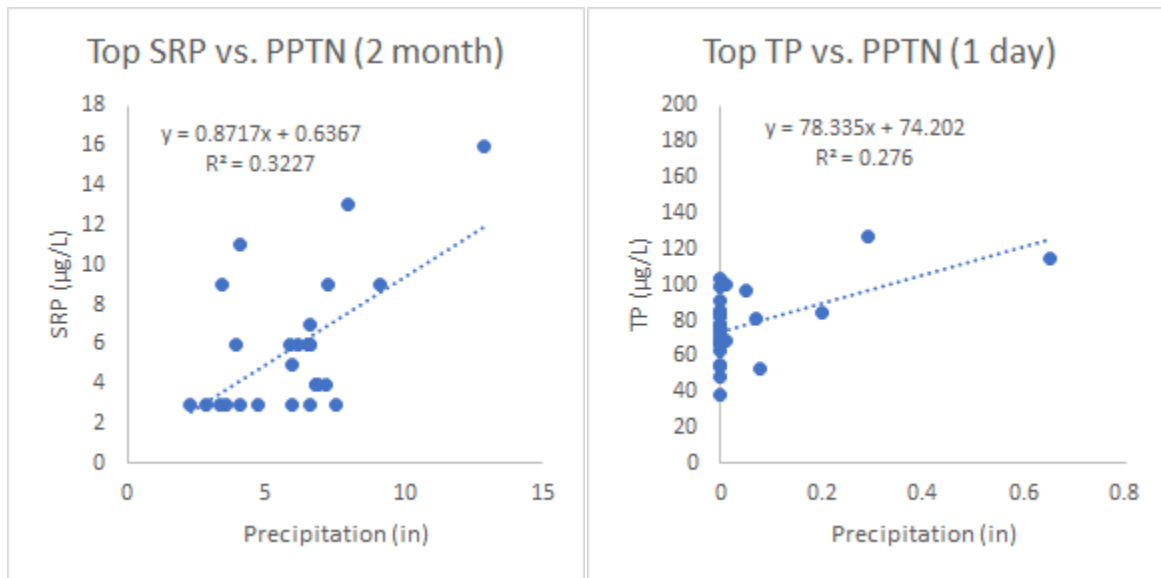 Top SRP vs. PPTN (2 month)
y = 0.8717x + 0.6367
R² = 0.3227
18
16
14
12
10
8
6
4
2
0
SRP (µg/L)
0 5 10 15
Precipitation (in)
Top TP vs. PPTN (1 day)
y = 78.335x + 74.202
R² = 0.276
200
180
160
140
120
100
80
60
40
20
0
TP (µg/L)
0 0.2 0.4 0.6 0.8
Precipitation (in)